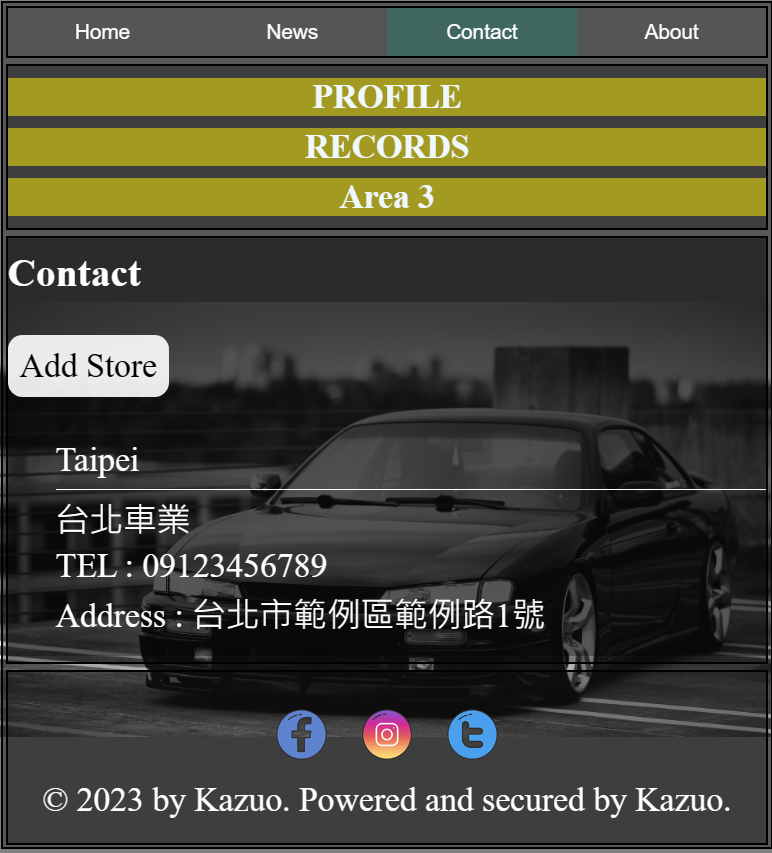 Home
News
Contact
About
PROFILE
RECORDS
Area 3
Contact
Add Store
Taipei
台北車業
TEL : 09123456789
Address : 台北市範例區範例路1號
© 2023 by Kazuo. Powered and secured by Kazuo.